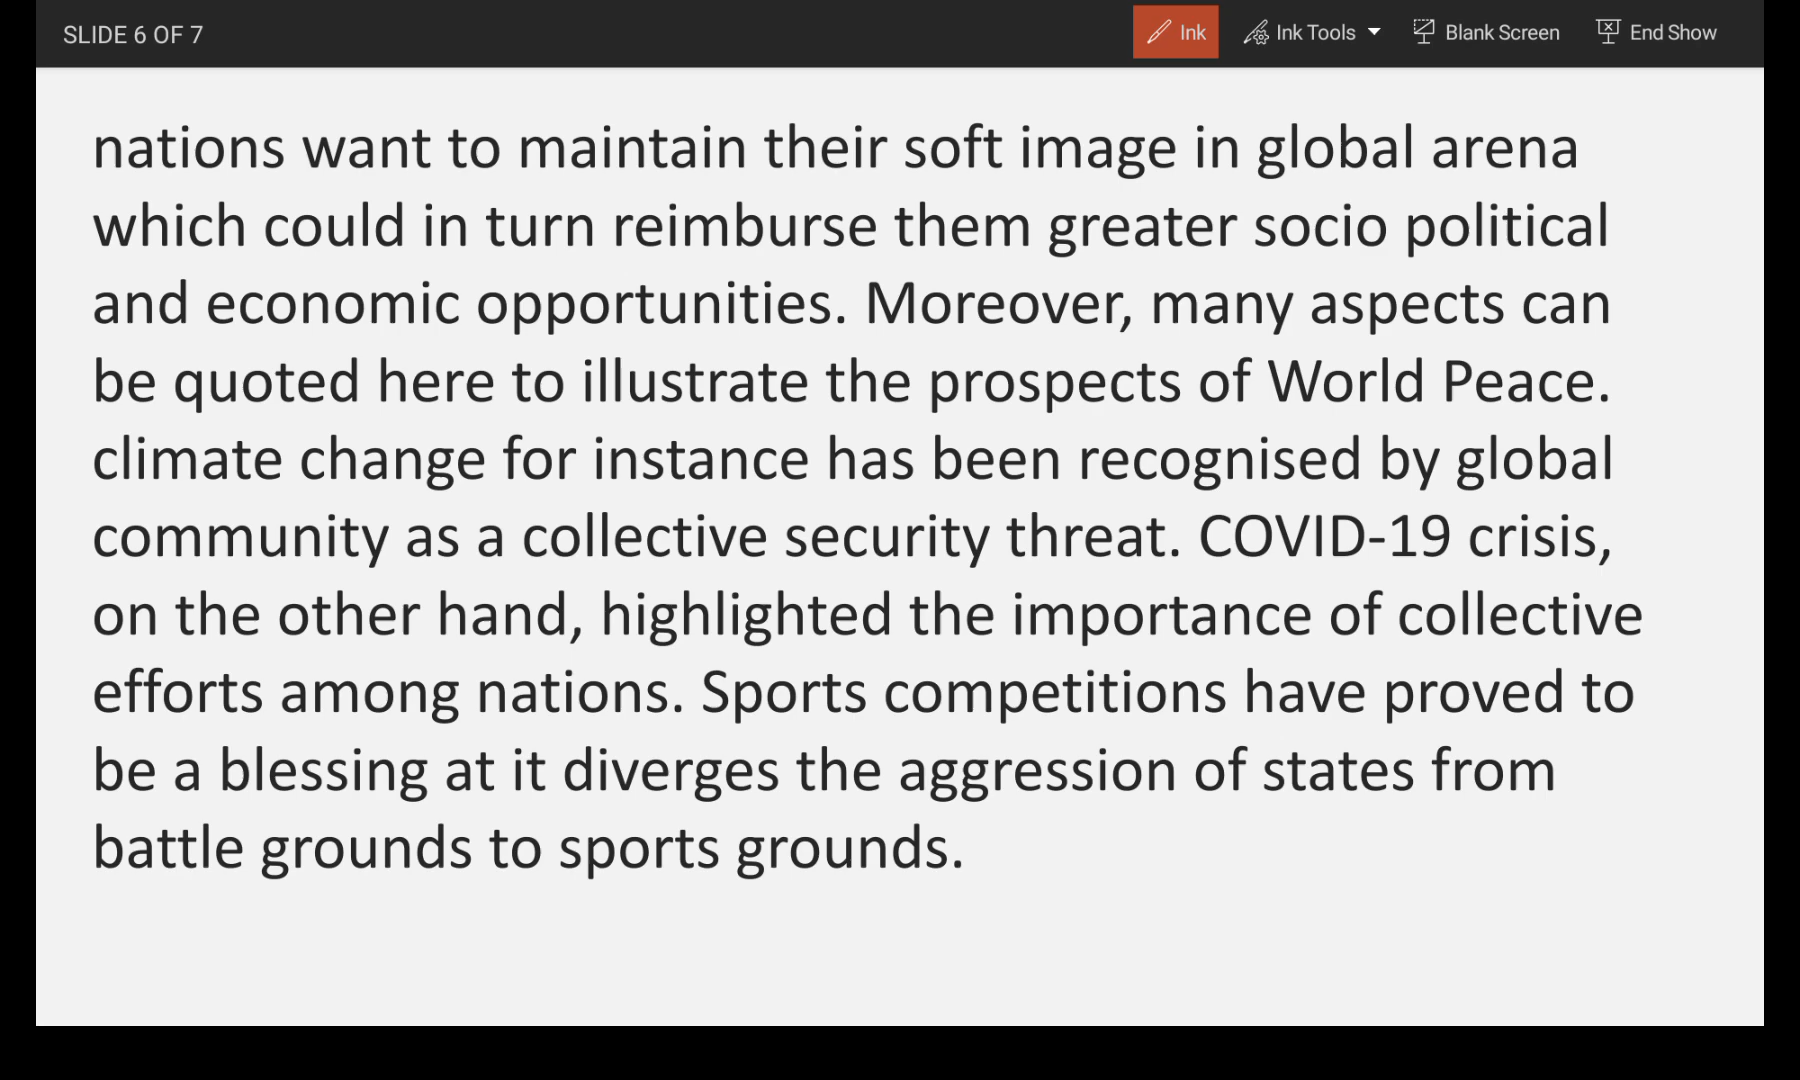 SLIDE 6 OF 7
Ink
Ink Tools
Blank Screen
End Show
nations want to maintain their soft image in global arena
which could in turn reimburse them greater socio political
and economic opportunities. Moreover, many aspects can
be quoted here to illustrate the prospects of World Peace.
climate change for instance has been recognised by global
community as a collective security threat. COVID-19 crisis,
on the other hand, highlighted the importance of collective
efforts among nations. Sports competitions have proved to
be a blessing at it diverges the aggression of states from
battle grounds to sports grounds.